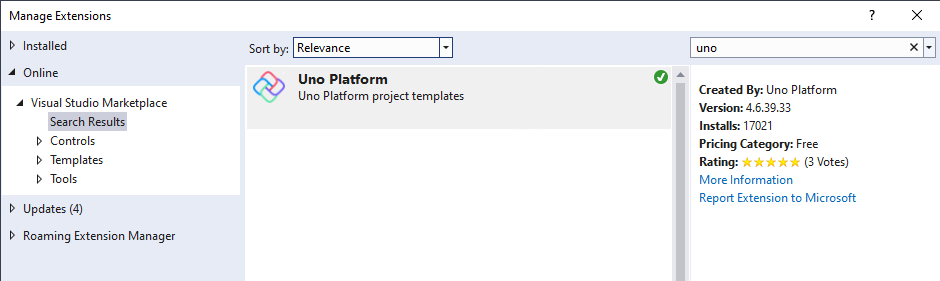 Manage Extensions
?
Installed
Online
Visual Studio Marketplace
Search Results
Controls
Templates
Tools
Updates (4)
Roaming Extension Manager
Sort by: Relevance
Uno Platform
Uno Platform project templates
uno
Created By: Uno Platform
Version: 4.6.39.33
Installs: 17021
Pricing Category: Free
Rating: (3 Votes)
More Information
Report Extension to Microsoft